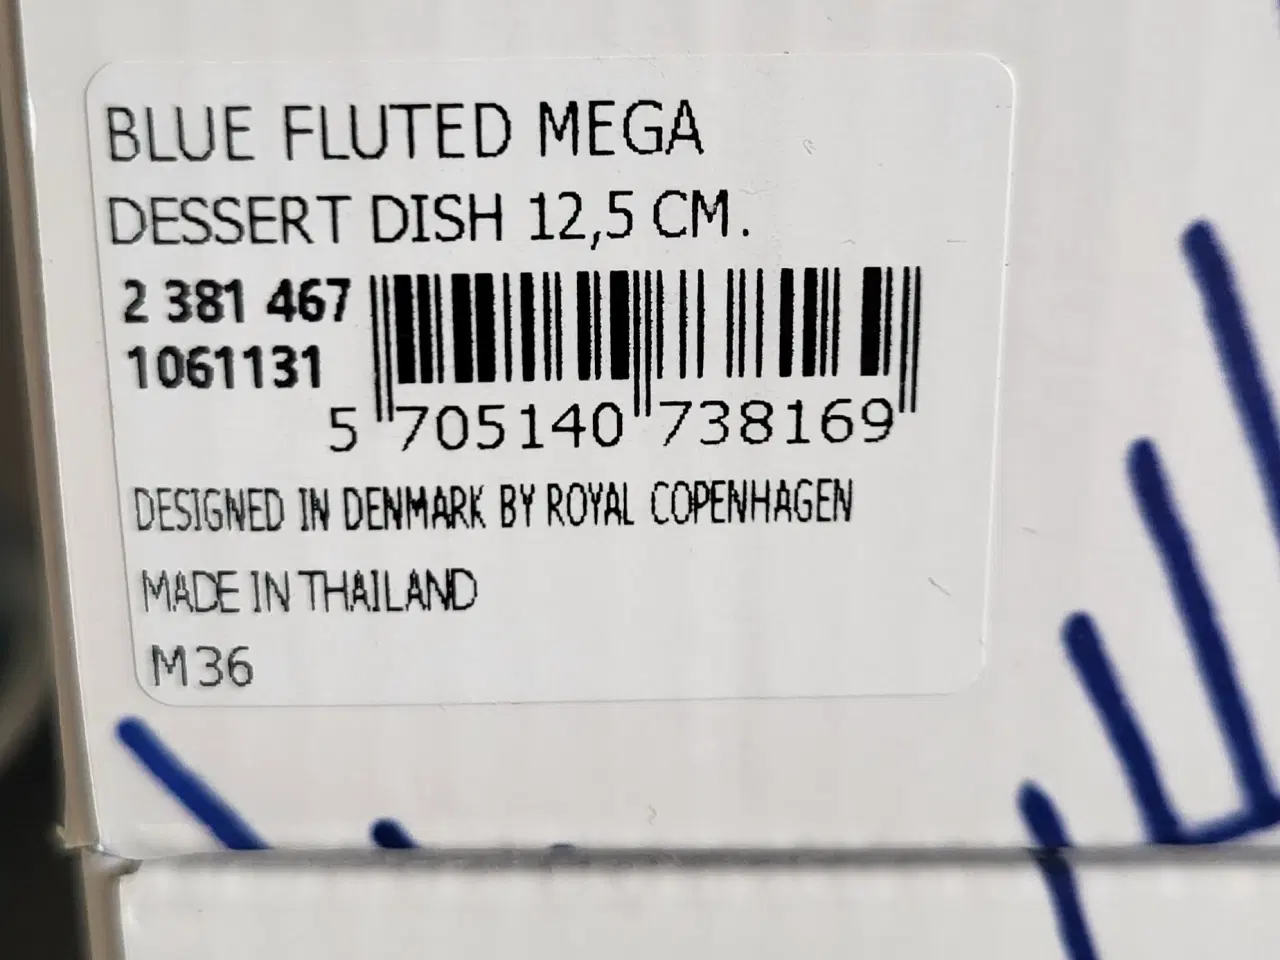 BLUE FLUTED MEGA
DESSERT DISH 12,5 CM.
2 381 467
1061131
5 705140 738169
DESIGNED IN DENMARK BY ROYAL COPENHAGEN
MADE IN THAILAND
M36